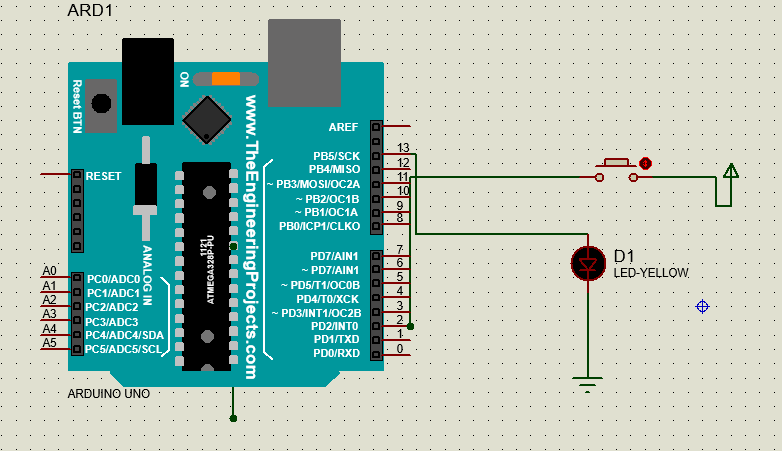 ARD1
ON
Reset BTN
www.TheEngineeringProjects.com
AREF
PB5/SCK 13
PB4/MISO 12
~ PB3/MOSI/OC2A 11
~ PB2/OC1B 10
~ PB1/OC1A 9
PB0/ICP1/CLKO 8
RESET
1121
ATMEGA328P-PU
ANALOG IN
PD7/AIN1 7
~ PD7/AIN1 6
~ PD5/T1/OC0B 5
PD4/T0/XCK 4
~ PD3/INT1/OC2B 3
PD2/INT0 2
PD1/TXD 1
PD0/RXD 0
A0 PC0/ADC0
A1 PC1/ADC1
A2 PC2/ADC2
A3 PC3/ADC3
A4 PC4/ADC4/SDA
A5 PC5/ADC5/SCL
ARDUINO UNO
D1
LED-YELLOW